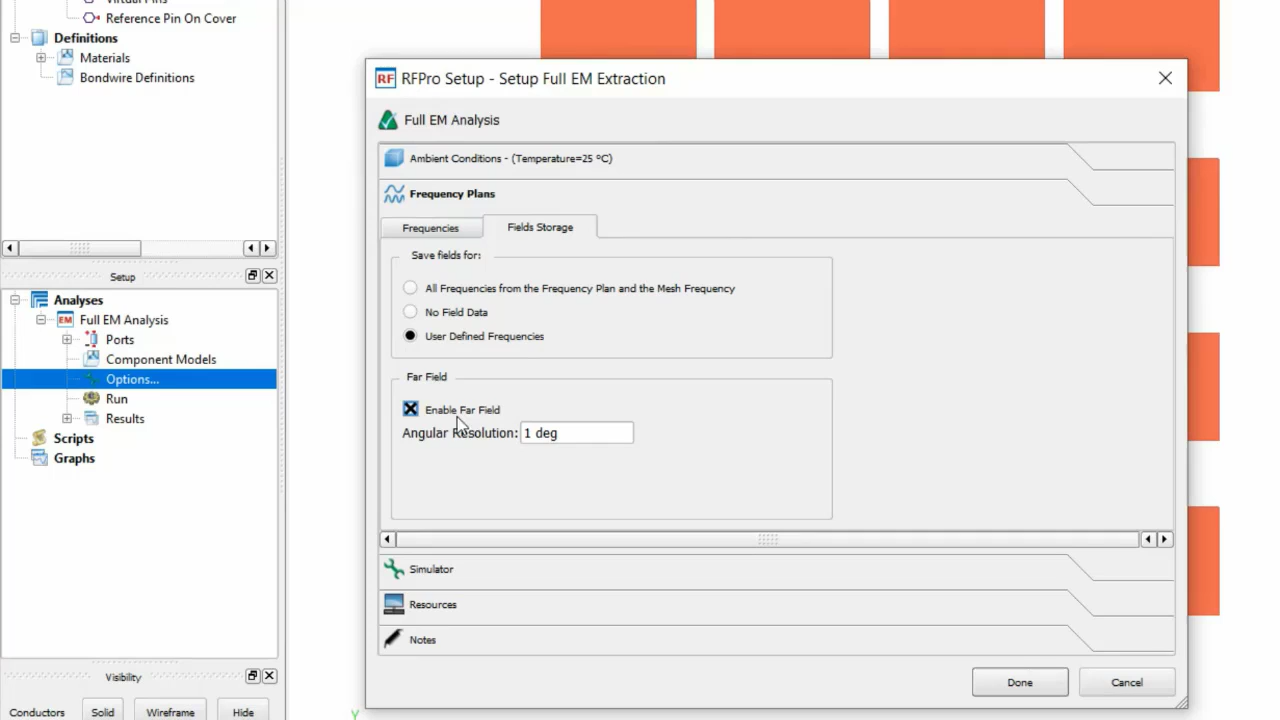 Virtual Pins
Reference Pin On Cover
Definitions
Materials
Bondwire Definitions
Setup
Analyses
EM Full EM Analysis
Ports
Component Models
Options...
Run
Results
Scripts
Graphs
Visibility
Conductors Solid Wireframe Hide
RF RFPro Setup - Setup Full EM Extraction
Full EM Analysis
Ambient Conditions - (Temperature=25 ºC)
Frequency Plans
Frequencies Fields Storage
Save fields for:
All Frequencies from the Frequency Plan and the Mesh Frequency
No Field Data
User Defined Frequencies
Far Field
Enable Far Field
Angular Resolution: 1 deg
Simulator
Resources
Notes
Done Cancel
Y